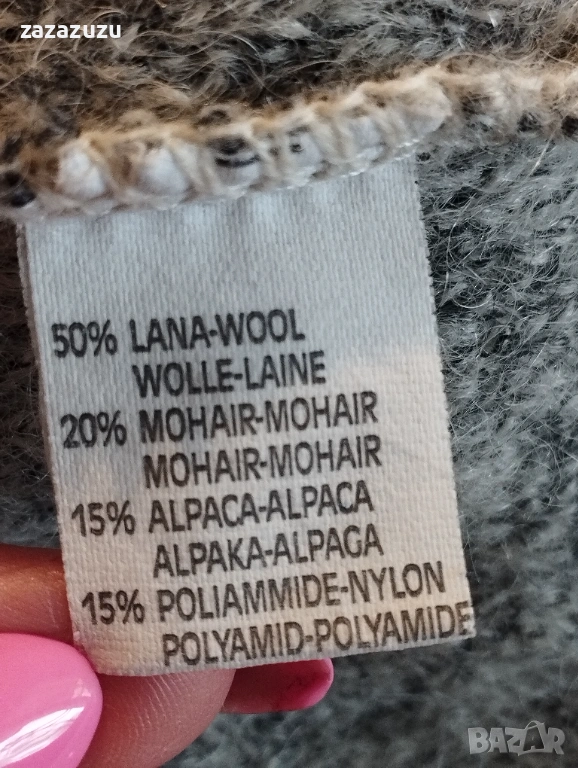 zazazuzu
50% LANA-WOOL
WOLLE-LAINE
20% MOHAIR-MOHAIR
MOHAIR-MOHAIR
15% ALPACA-ALPACA
ALPAKA-ALPAGA
15% POLIAMMIDE-NYLON
POLYAMID-POLYAMIDE
BAZAR